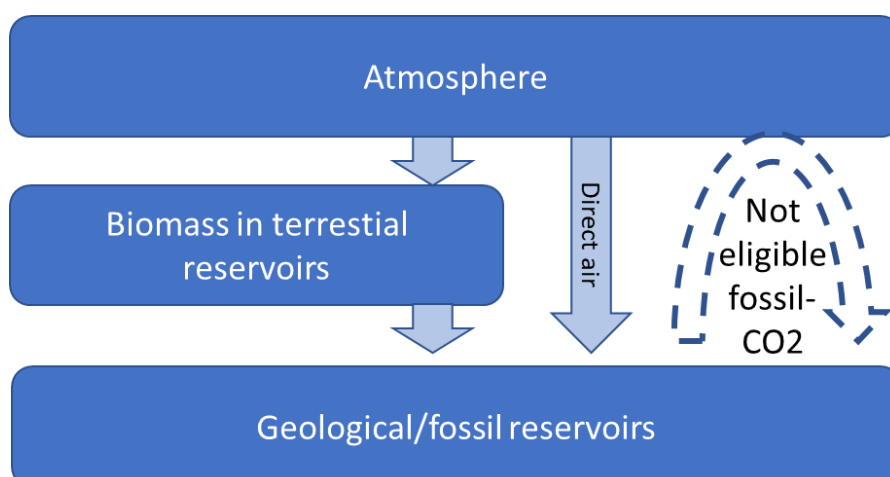 Atmosphere
Biomass in terrestial
reservoirs
Direct air
Not
eligible
fossil-
CO2
Geological/fossil reservoirs